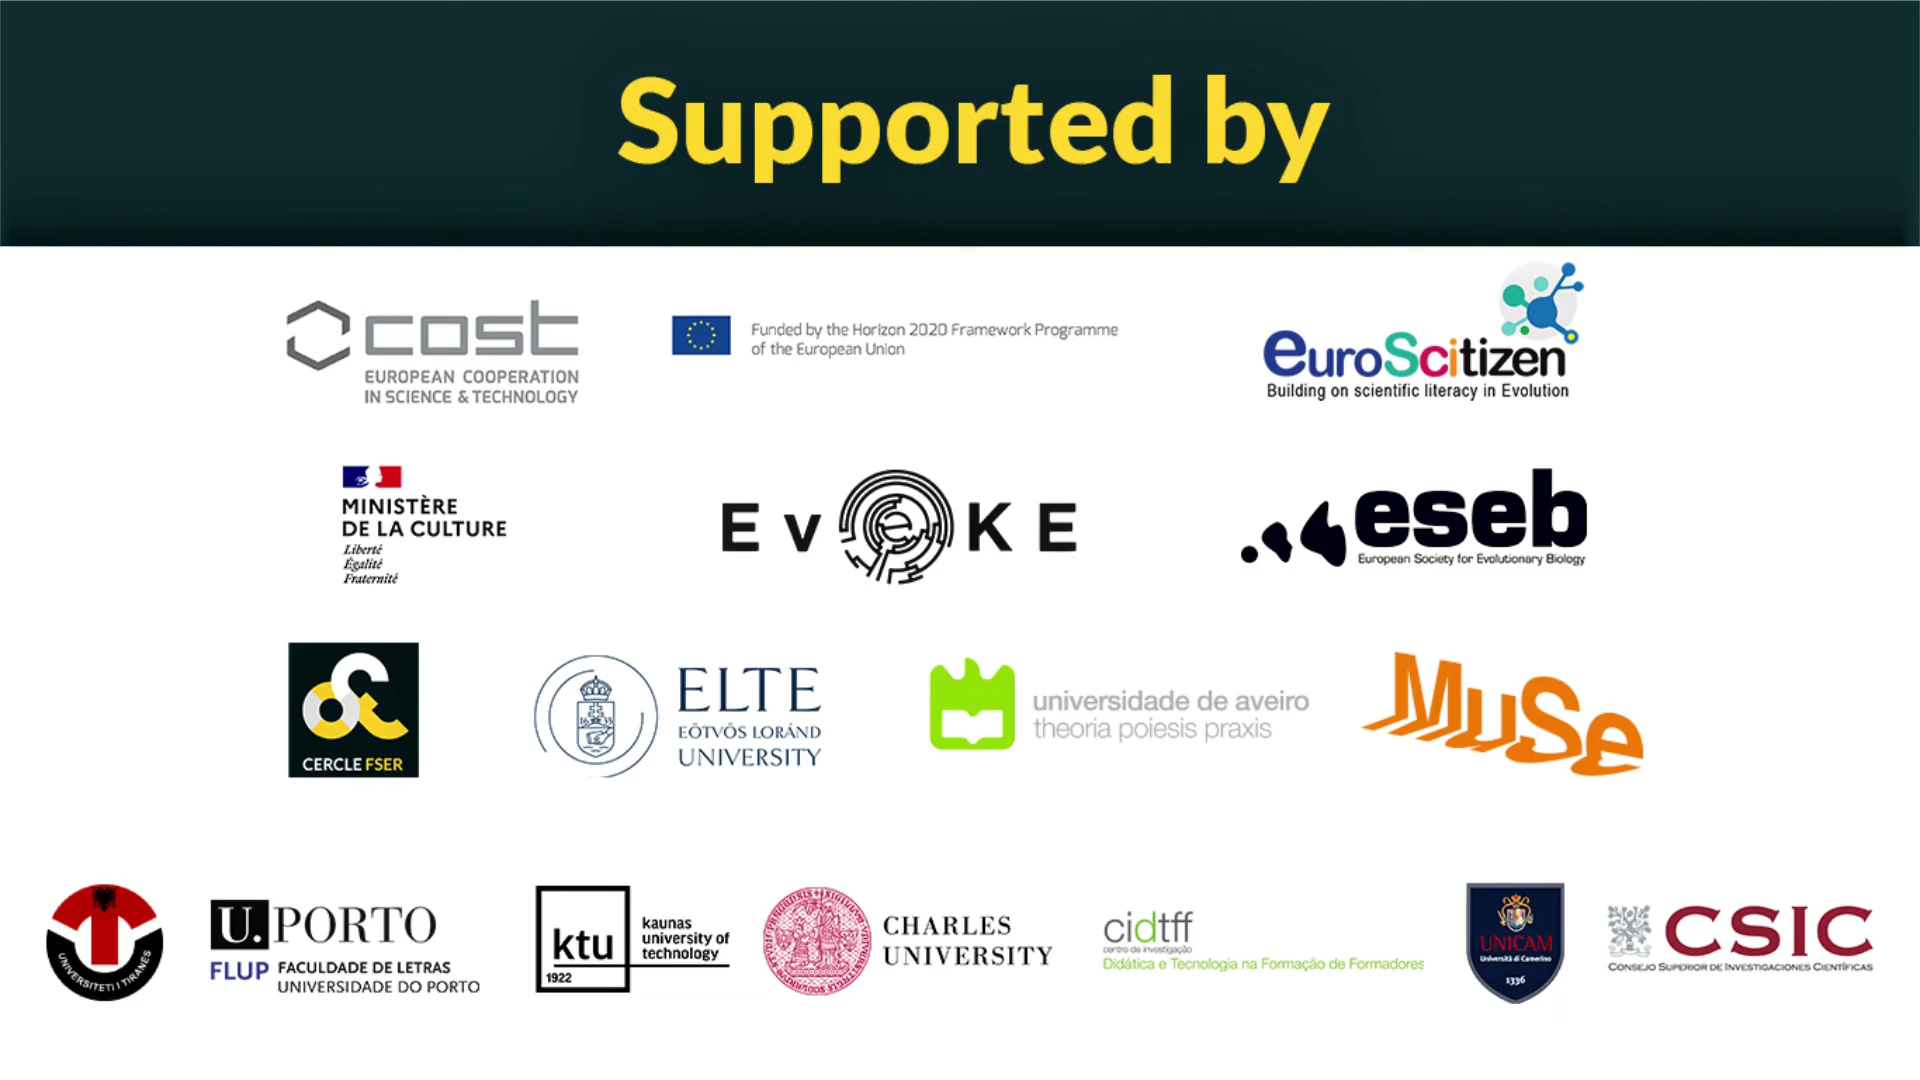 Supported by
cost
EUROPEAN COOPERATION
IN SCIENCE & TECHNOLOGY
Funded by the Horizon 2020 Framework Programme
of the European Union
euroScitizen
Building on scientific literacy in Evolution
MINISTÈRE
DE LA CULTURE
Liberté
Égalité
Fraternité
EvoKE
eseb
European Society for Evolutionary Biology
CERCLE FSER
ELTE
EÖTVÖS LORÁND
UNIVERSITY
universidade de aveiro
theoria poiesis praxis
MUSe
UNIVERSITETI I TIRANËS
U.PORTO
FLUP FACULDADE DE LETRAS
UNIVERSIDADE DO PORTO
ktu
1922
kaunas
university of
technology
CHARLES
UNIVERSITY
cidtff
centro de investigação
Didática e Tecnologia na Formação de Formadores
UNICAM
Università di Camerino
1336
CSIC
CONSEJO SUPERIOR DE INVESTIGACIONES CIENTÍFICAS